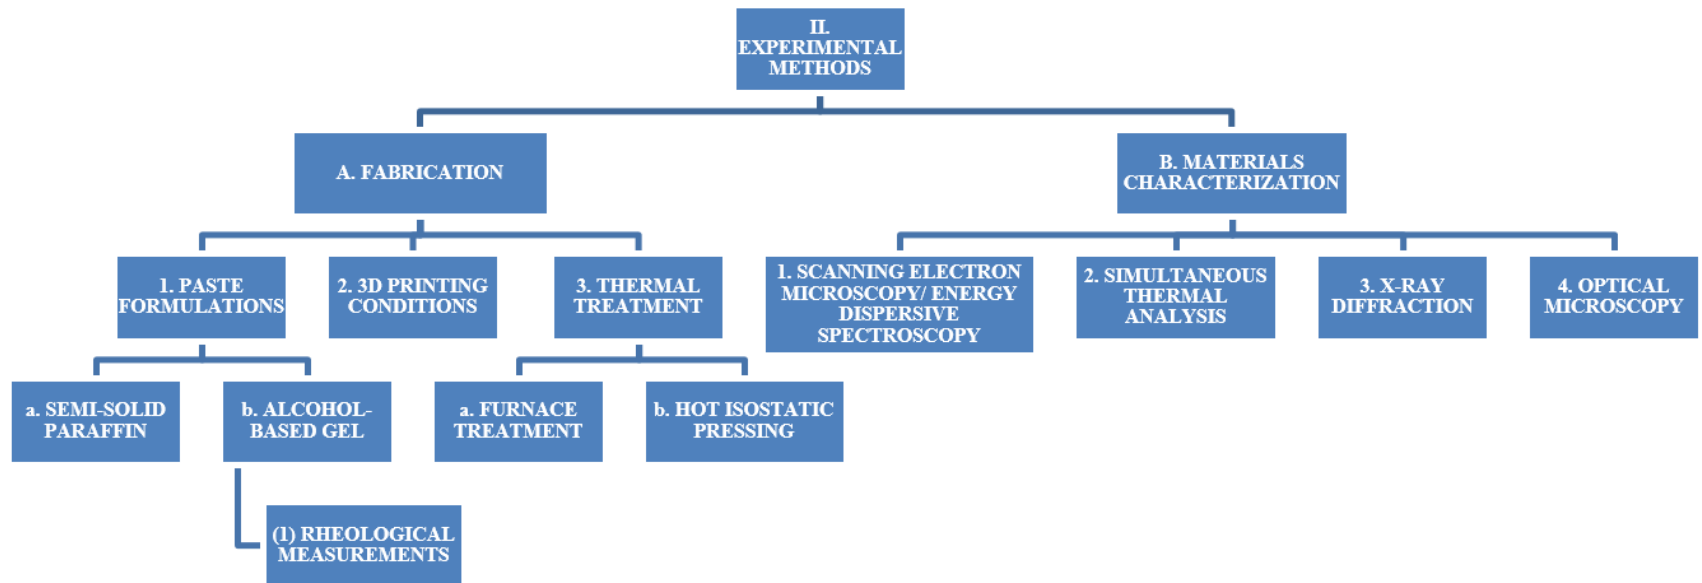 II.
EXPERIMENTAL
METHODS
A. FABRICATION
B. MATERIALS
CHARACTERIZATION
1. PASTE
FORMULATIONS
2. 3D PRINTING
CONDITIONS
3. THERMAL
TREATMENT
1. SCANNING ELECTRON
MICROSCOPY/ ENERGY
DISPERSIVE
SPECTROSCOPY
2. SIMULTANEOUS
THERMAL
ANALYSIS
3. X-RAY
DIFFRACTION
4. OPTICAL
MICROSCOPY
a. SEMI-SOLID
PARAFFIN
b. ALCOHOL-
BASED GEL
a. FURNACE
TREATMENT
b. HOT ISOSTATIC
PRESSING
(1) RHEOLOGICAL
MEASUREMENTS